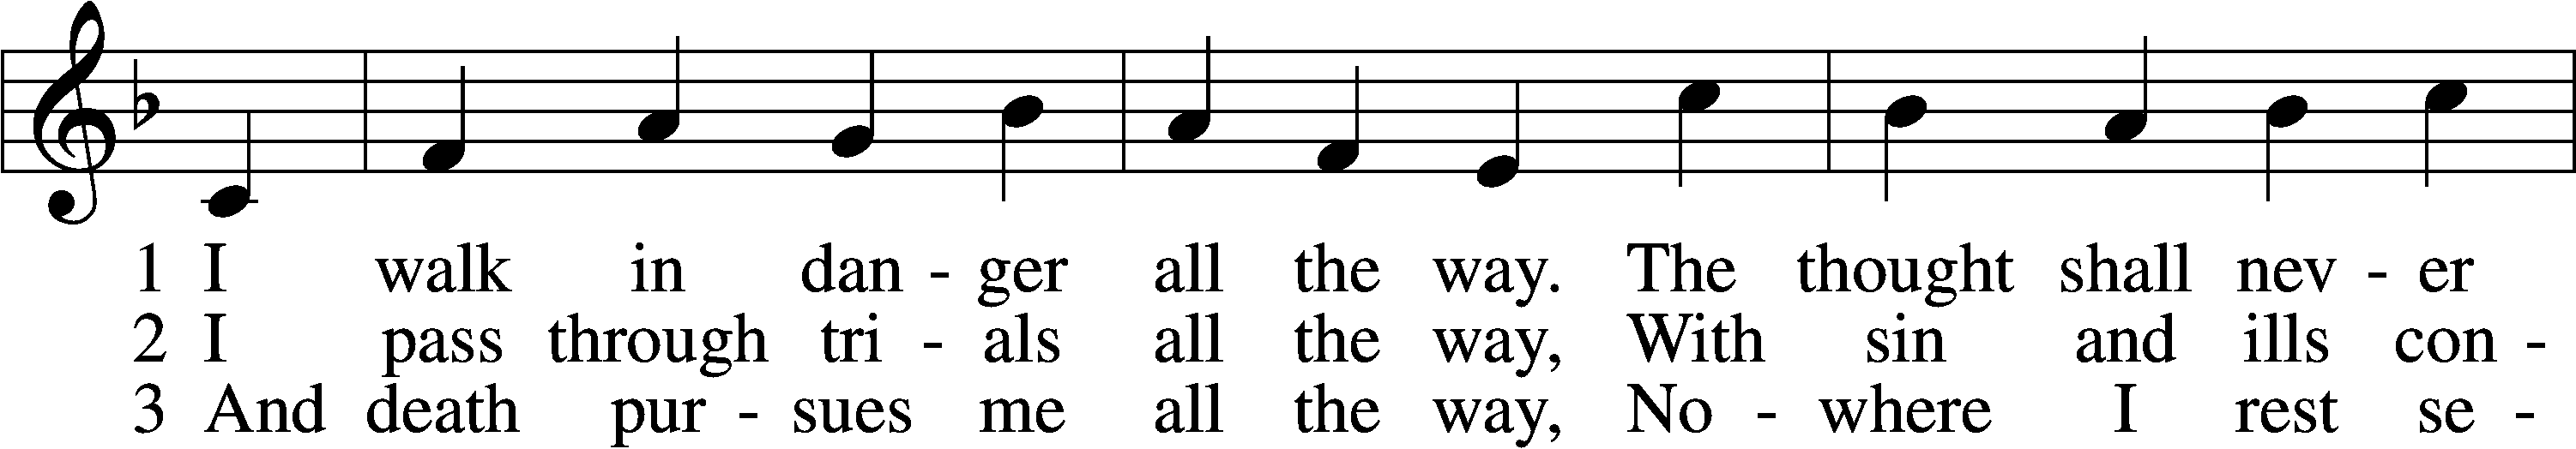 1 I walk in dan - ger all the way. The thought shall nev - er
2 I pass through tri - als all the way, With sin and ills con -
3 And death pur - sues me all the way, No - where I rest se -